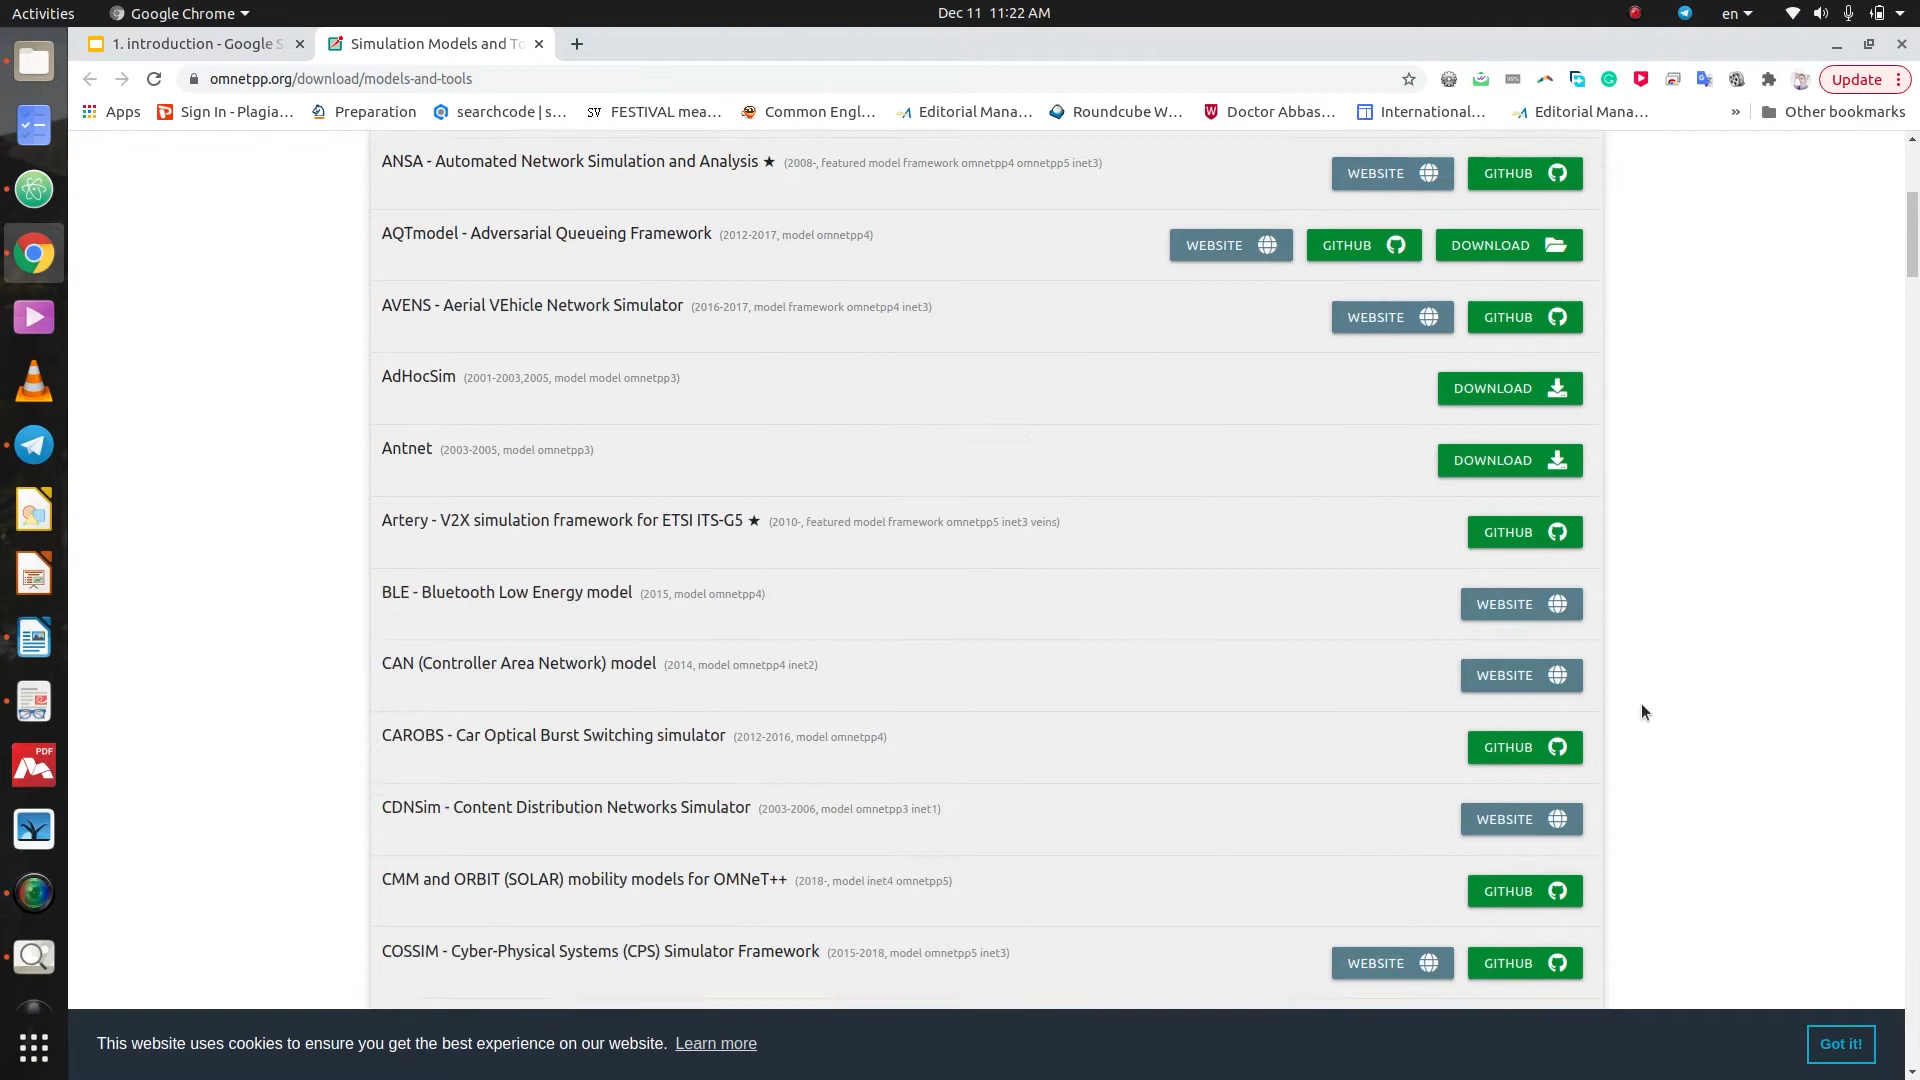 Activities Google Chrome Dec 11 11:22 AM en
1. introduction - Google S Simulation Models and To
omnetpp.org/download/models-and-tools Update
Apps Sign In - Plagia... Preparation searchcode | s... FESTIVAL mea... Common Engl... Editorial Mana... Roundcube W... Doctor Abbas... International... Editorial Mana... » Other bookmarks
ANSA - Automated Network Simulation and Analysis ★ (2008-, featured model framework omnetpp4 omnetpp5 inet3) WEBSITE GITHUB
AQTmodel - Adversarial Queueing Framework (2012-2017, model omnetpp4) WEBSITE GITHUB DOWNLOAD
AVENS - Aerial VEhicle Network Simulator (2016-2017, model framework omnetpp4 inet3) WEBSITE GITHUB
AdHocSim (2001-2003,2005, model model omnetpp3) DOWNLOAD
Antnet (2003-2005, model omnetpp3) DOWNLOAD
Artery - V2X simulation framework for ETSI ITS-G5 ★ (2010-, featured model framework omnetpp5 inet3 veins) GITHUB
BLE - Bluetooth Low Energy model (2015, model omnetpp4) WEBSITE
CAN (Controller Area Network) model (2014, model omnetpp4 inet2) WEBSITE
CAROBS - Car Optical Burst Switching simulator (2012-2016, model omnetpp4) GITHUB
CDNSim - Content Distribution Networks Simulator (2003-2006, model omnetpp3 inet1) WEBSITE
CMM and ORBIT (SOLAR) mobility models for OMNeT++ (2018-, model inet4 omnetpp5) GITHUB
COSSIM - Cyber-Physical Systems (CPS) Simulator Framework (2015-2018, model omnetpp5 inet3) WEBSITE GITHUB
PDF
This website uses cookies to ensure you get the best experience on our website. Learn more Got it!